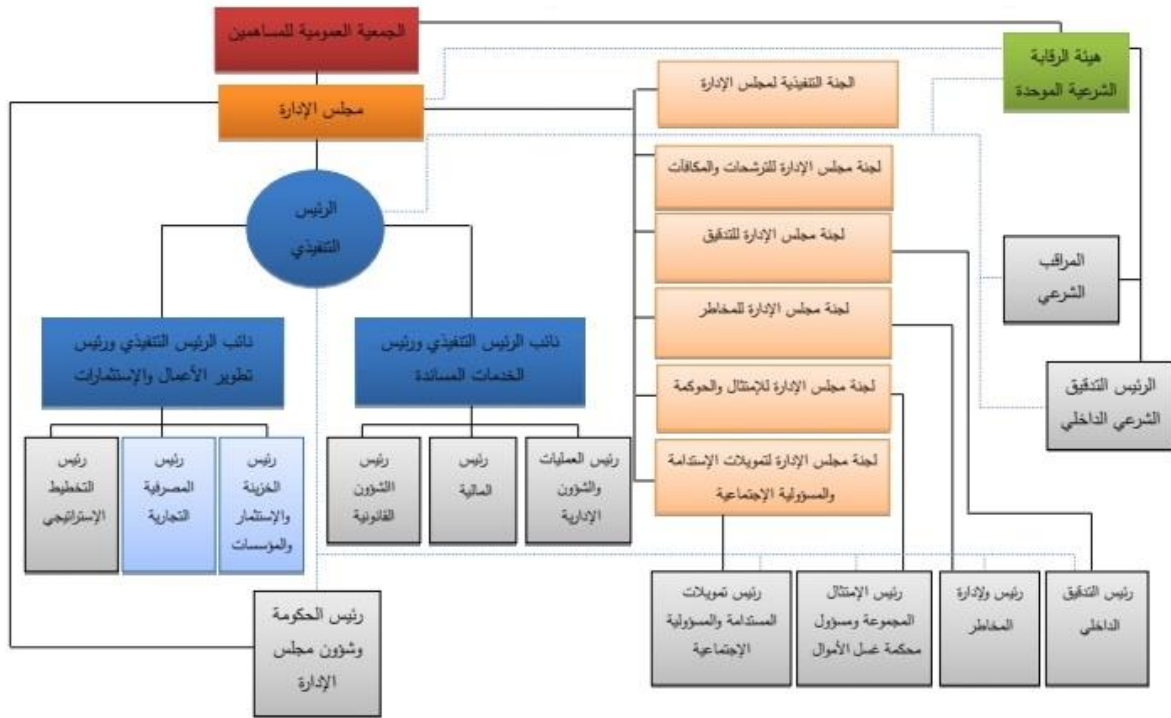 الجمعية العمومية للمساهمين
هيئة الرقابة
الشرعية الموحدة
مجلس الإدارة
الجنة التنفيذية لمجلس الإدارة
لجنة مجلس الإدارة للترشحات والمكافآت
الرئيس
التنفيذي
لجنة مجلس الإدارة للتدقيق
المراقب
الشرعي
لجنة مجلس الإدارة للمخاطر
نائب الرئيس التنفيذي ورئيس
الخدمات المساندة
نائب الرئيس التنفيذي ورئيس
تطوير الأعمال والإستثمارات
الرئيس التدقيق
الشرعي الداخلي
لجنة مجلس الإدارة للإمتثال والحوكمة
لجنة مجلس الإدارة لتمويلات الإستدامة
والمسؤولية الإجتماعية
رئيس العمليات
والشؤون
الإدارية
رئيس
المالية
رئيس
االشؤون
القانونية
رئيس
الخزينة
والإستثمار
والمؤسسات
رئيس
المصرفية
التجارية
رئيس
التخطيط
الإستراتيجي
رئيس التدقيق
الداخلي
رئيس ولإدارة
المخاطر
رئيس الإمتثال
المجموعة ومسؤول
محكمة غسل الأموال
رئيس تمويلات
المستدامة والمسؤولية
الإجتماعية
رئيس الحكومة
وشؤون مجلس
الإدارة